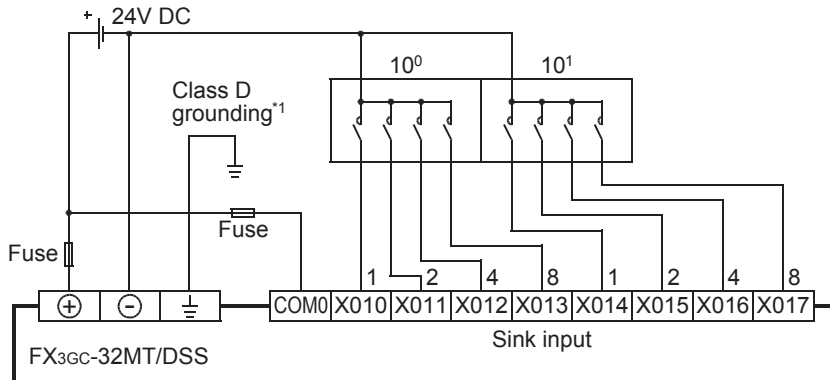 + 24V DC
10⁰ 10¹
Class D
grounding*1
Fuse
Fuse
1 2 4 8 1 2 4 8
+ - COM0 X010 X011 X012 X013 X014 X015 X016 X017
Sink input
FX3GC-32MT/DSS